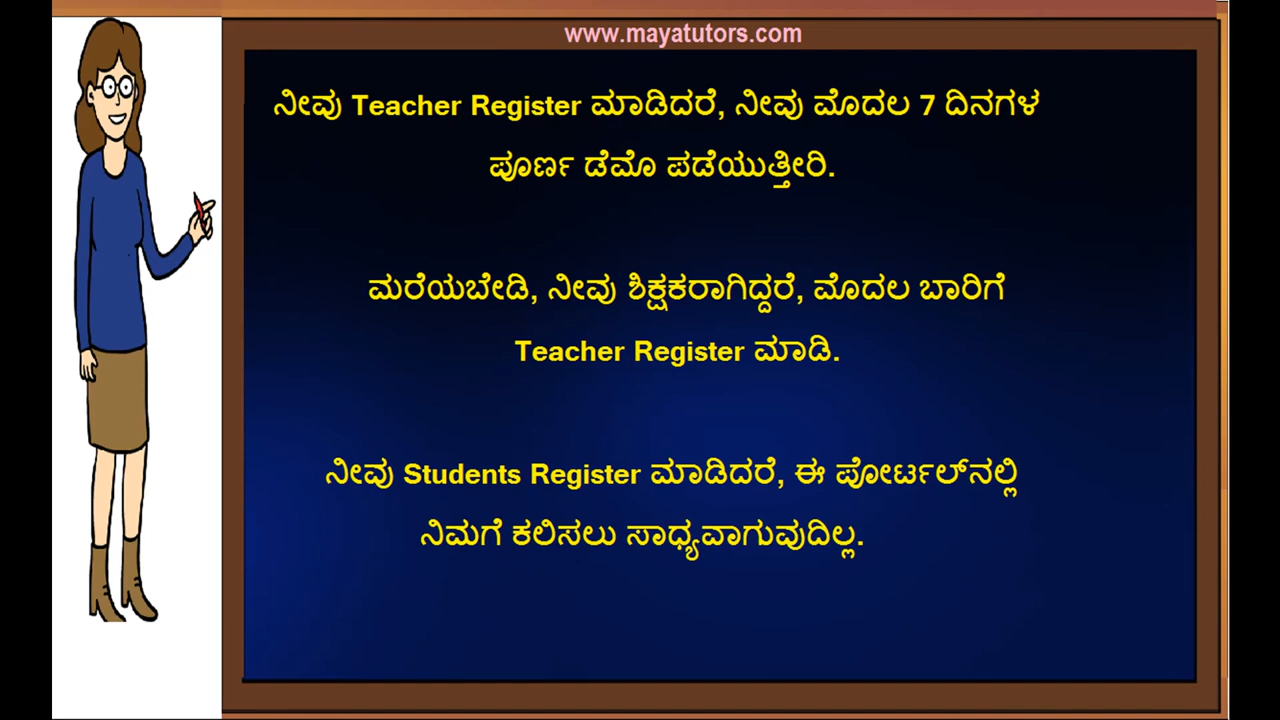 www.mayatutors.com
ನೀವು Teacher Register ಮಾಡಿದರೆ, ನೀವು ಮೊದಲ 7 ದಿನಗಳ
ಪೂರ್ಣ ಡೆಮೊ ಪಡೆಯುತ್ತೀರಿ.
ಮರೆಯಬೇಡಿ, ನೀವು ಶಿಕ್ಷಕರಾಗಿದ್ದರೆ, ಮೊದಲ ಬಾರಿಗೆ
Teacher Register ಮಾಡಿ.
ನೀವು Students Register ಮಾಡಿದರೆ, ಈ ಪೋರ್ಟಲ್‌ನಲ್ಲಿ
ನಿಮಗೆ ಕಲಿಸಲು ಸಾಧ್ಯವಾಗುವುದಿಲ್ಲ.